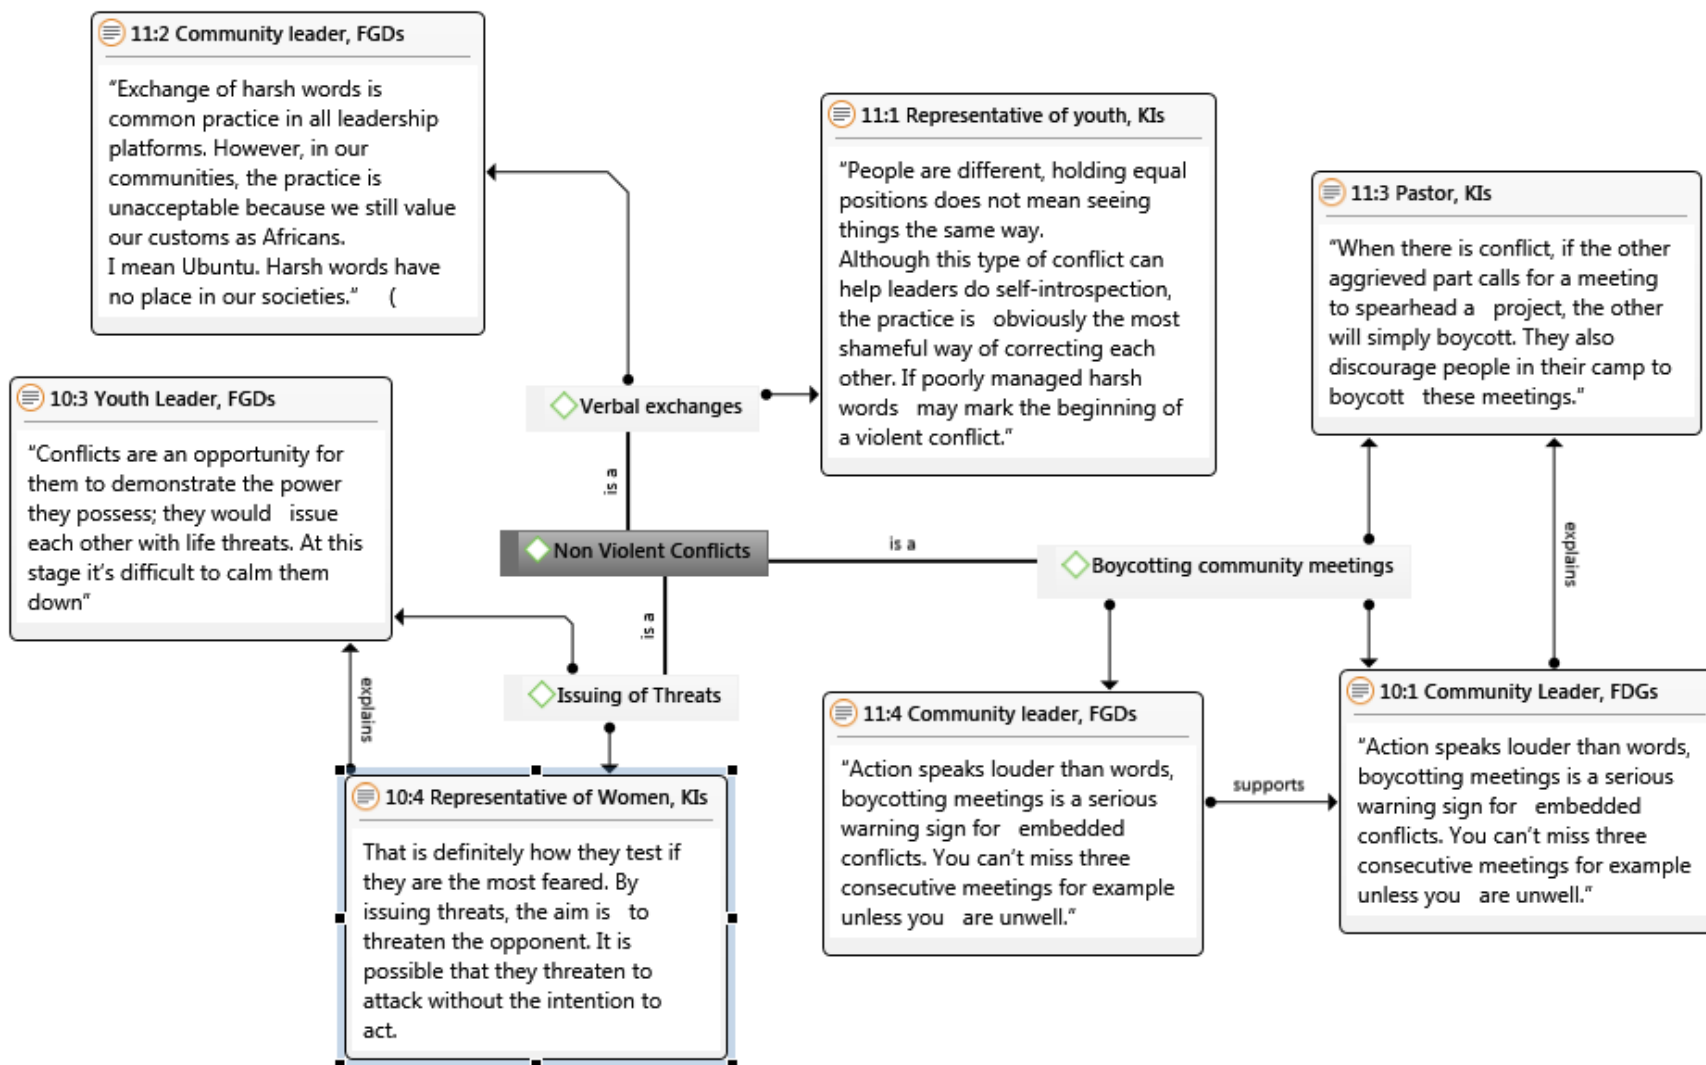 11:2 Community leader, FGDs
“Exchange of harsh words is
common practice in all leadership
platforms. However, in our
communities, the practice is
unacceptable because we still value
our customs as Africans.
I mean Ubuntu. Harsh words have
no place in our societies.” (
11:1 Representative of youth, KIs
“People are different, holding equal
positions does not mean seeing
things the same way.
Although this type of conflict can
help leaders do self-introspection,
the practice is obviously the most
shameful way of correcting each
other. If poorly managed harsh
words may mark the beginning of
a violent conflict.”
11:3 Pastor, KIs
“When there is conflict, if the other
aggrieved part calls for a meeting
to spearhead a project, the other
will simply boycott. They also
discourage people in their camp to
boycott these meetings.”
10:3 Youth Leader, FGDs
“Conflicts are an opportunity for
them to demonstrate the power
they possess; they would issue
each other with life threats. At this
stage it’s difficult to calm them
down”
Verbal exchanges
is a
Non Violent Conflicts
is a
Boycotting community meetings
explains
is a
Issuing of Threats
explains
10:4 Representative of Women, KIs
That is definitely how they test if
they are the most feared. By
issuing threats, the aim is to
threaten the opponent. It is
possible that they threaten to
attack without the intention to
act.
11:4 Community leader, FGDs
“Action speaks louder than words,
boycotting meetings is a serious
warning sign for embedded
conflicts. You can’t miss three
consecutive meetings for example
unless you are unwell.”
supports
10:1 Community Leader, FDGs
“Action speaks louder than words,
boycotting meetings is a serious
warning sign for embedded
conflicts. You can’t miss three
consecutive meetings for example
unless you are unwell.”